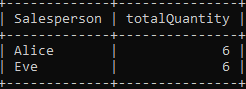 +-------------+---------------+
| Salesperson | totalQuantity |
+-------------+---------------+
| Alice       |             6 |
| Eve         |             6 |
+-------------+---------------+